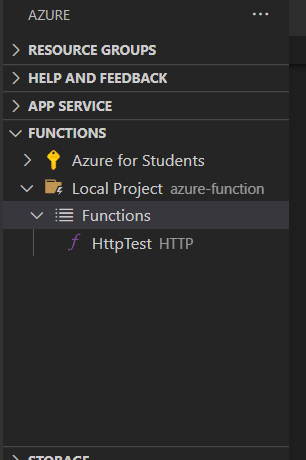 AZURE
RESOURCE GROUPS
HELP AND FEEDBACK
APP SERVICE
FUNCTIONS
Azure for Students
Local Project azure-function
Functions
HttpTest HTTP
STORAGE